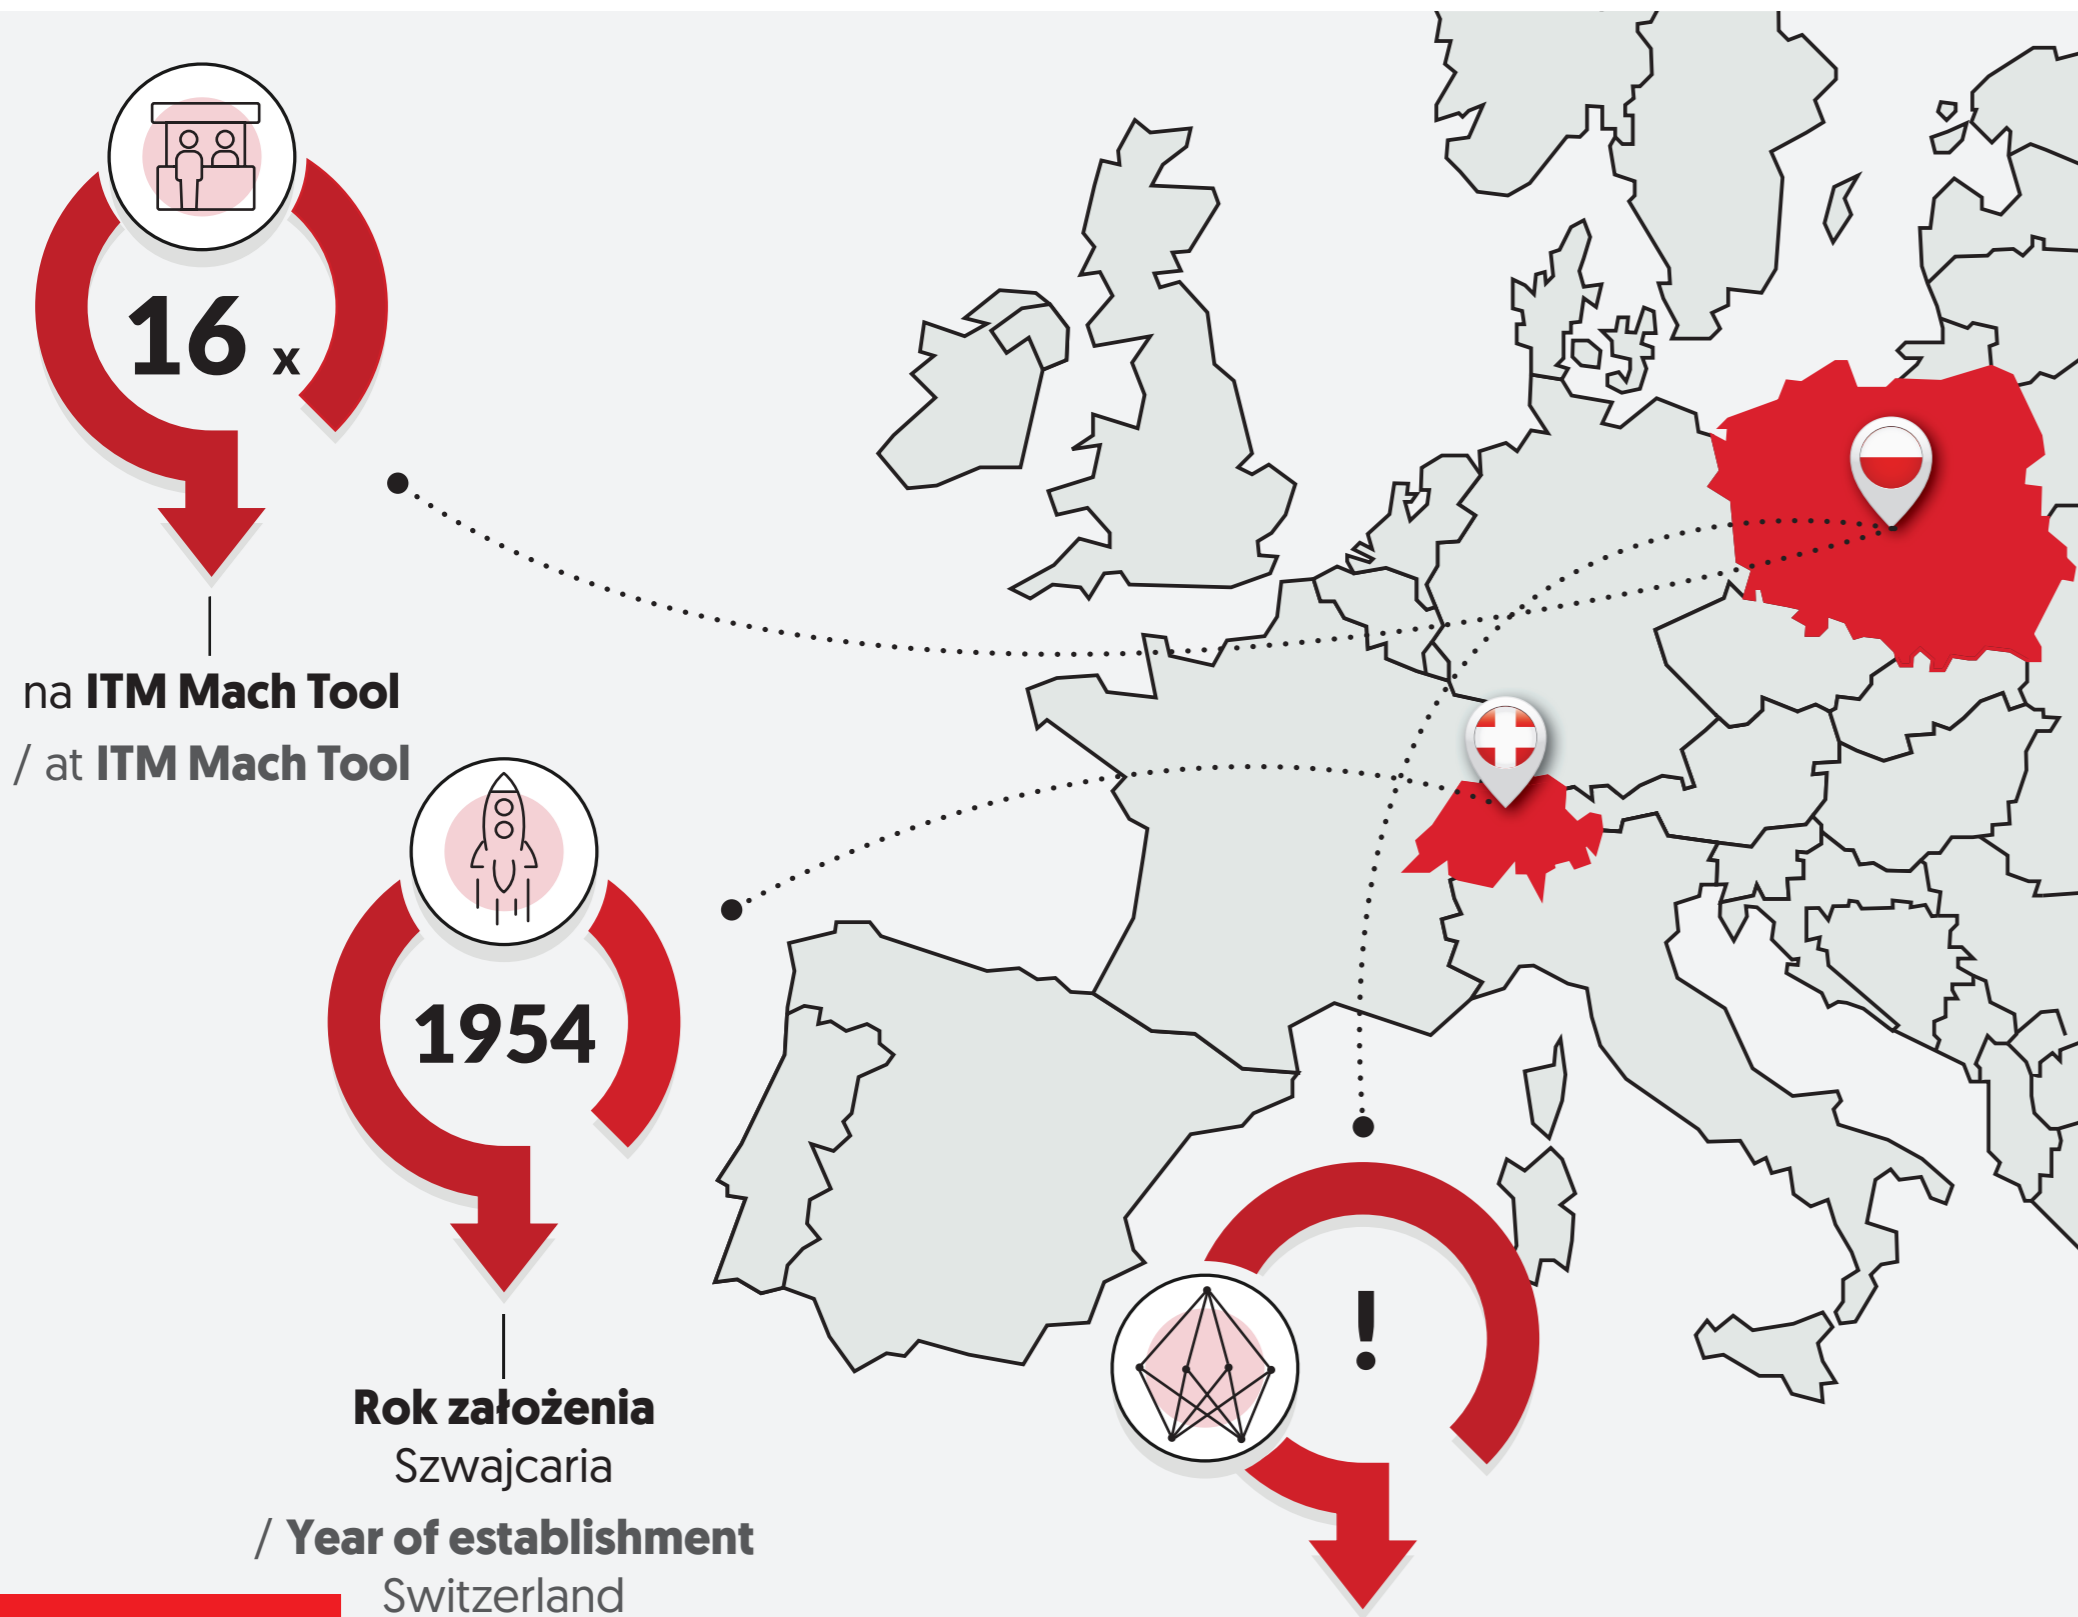 16 x
na ITM Mach Tool
/ at ITM Mach Tool
1954
Rok założenia
Szwajcaria
/ Year of establishment
Switzerland
!